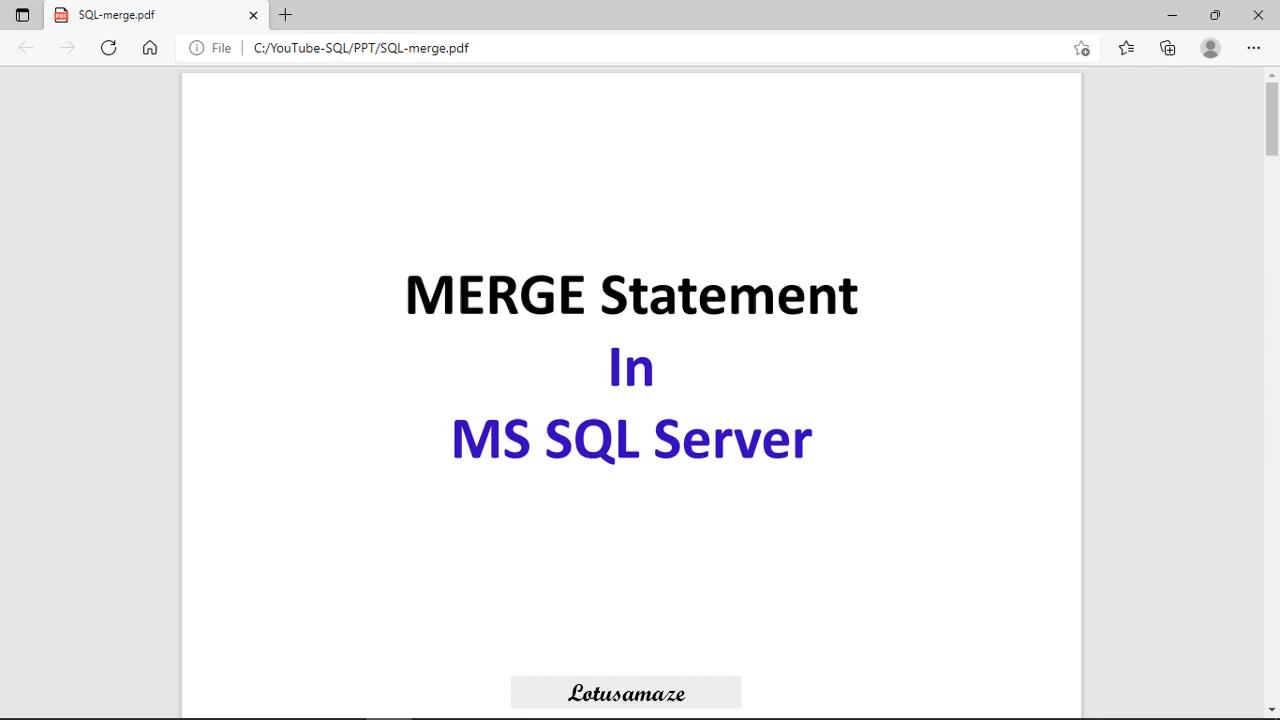 SQL-merge.pdf
File
C:/YouTube-SQL/PPT/SQL-merge.pdf
MERGE Statement
In
MS SQL Server
Lotusamaze